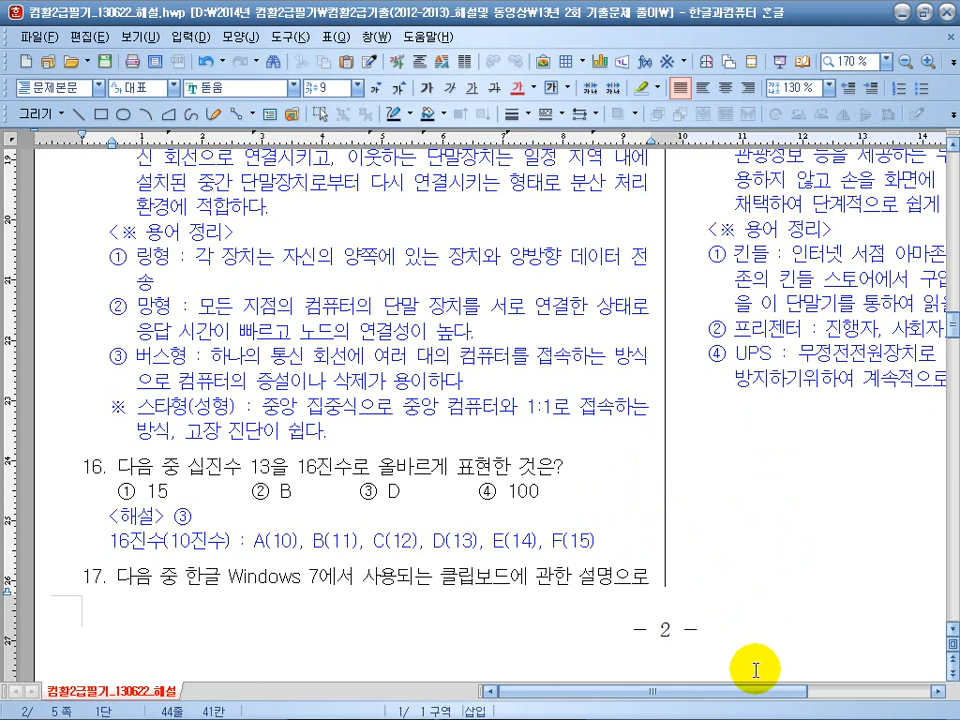 컴활2급필기_130622_해설.hwp [D:₩2014년 컴활2급필기₩컴활2급기출(2012-2013)_해설및 동영상₩13년 2회 기출문제 풀이₩] - 한글과컴퓨터 한글
파일(F) 편집(E) 보기(U) 입력(D) 모양(J) 도구(K) 표(Q) 창(W) 도움말(H)
문제본문 대표 돋움 9 가 가 가 가 가 가 가 130 % 170 %
그리기
1 2 3 4 5 6 7 8 9 10 11 12 13 14
신 회선으로 연결시키고, 이웃하는 단말장치는 일정 지역 내에
설치된 중간 단말장치로부터 다시 연결시키는 형태로 분산 처리
환경에 적합하다.
<※ 용어 정리>
① 링형 : 각 장치는 자신의 양쪽에 있는 장치와 양방향 데이터 전
송
② 망형 : 모든 지점의 컴퓨터의 단말 장치를 서로 연결한 상태로
응답 시간이 빠르고 노드의 연결성이 높다.
③ 버스형 : 하나의 통신 회선에 여러 대의 컴퓨터를 접속하는 방식
으로 컴퓨터의 증설이나 삭제가 용이하다
※ 스타형(성형) : 중앙 집중식으로 중앙 컴퓨터와 1:1로 접속하는
방식, 고장 진단이 쉽다.
16. 다음 중 십진수 13을 16진수로 올바르게 표현한 것은?
① 15 ② B ③ D ④ 100
<해설> ③
16진수(10진수) : A(10), B(11), C(12), D(13), E(14), F(15)
17. 다음 중 한글 Windows 7에서 사용되는 클립보드에 관한 설명으로
관광정보 등을 제공하는
용하지 않고 손을 화면에
채택하여 단계적으로 쉽게
<※ 용어 정리>
① 킨들 : 인터넷 서점 아마존
존의 킨들 스토어에서 구입
을 이 단말기를 통하여 읽을
② 프리젠터 : 진행자, 사회자
④ UPS : 무정전전원장치로
방지하기위하여 계속적으로
- 2 -
컴활2급필기_130622_해설
2/ 5 쪽 1단 44줄 41칸 1/ 1 구역 삽입